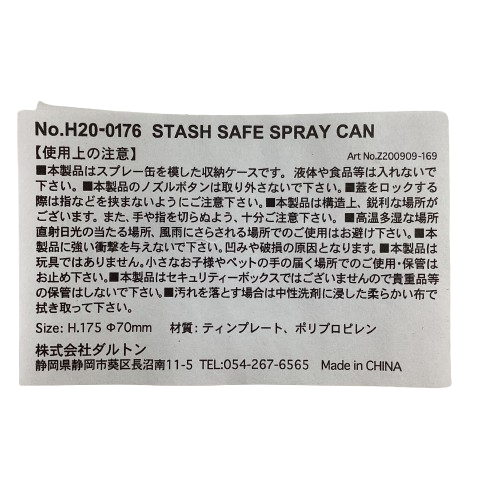 No.H20-0176 STASH SAFE SPRAY CAN
【使用上の注意】 Art No.Z200909-169
■本製品はスプレー缶を模した収納ケースです。液体や食品等は入れないで
下さい。■本製品のノズルボタンは取り外さないで下さい。■蓋をロックする
際は指などを挟まないようにご注意下さい。■本製品は構造上、鋭利な場所が
ございます。また、手や指を切らぬよう、十分ご注意下さい。■高温多湿な場所
直射日光の当たる場所、風雨にさらされる場所でのご使用はお避け下さい。■本
製品に強い衝撃を与えないで下さい。凹みや破損の原因となります。■本製品は
玩具ではありません。小さなお子様やペットの手の届く場所でのご使用・保管は
お止め下さい。■本製品はセキュリティーボックスではございませんので貴重品等
の保管はしないで下さい。■汚れを落とす場合は中性洗剤に浸した柔らかい布で
拭き取って下さい。
Size: H.175 Φ70mm 材質: ティンプレート、ポリプロピレン
株式会社ダルトン
静岡県静岡市葵区長沼南11-5 TEL:054-267-6565 Made in CHINA